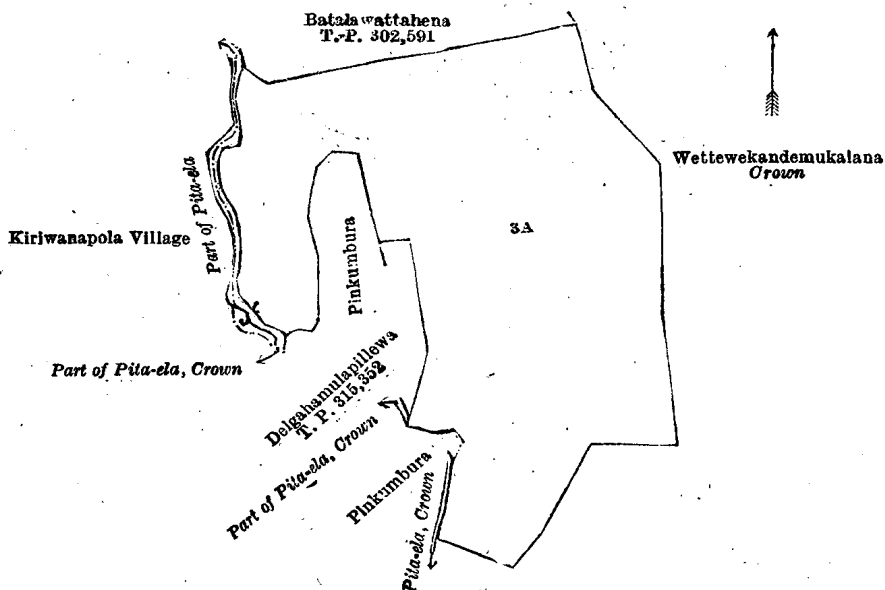 Batalawattahena
T.-P. 302,591
Wettewekandemukalana
Crown
Part of Pita-ela
3A
Kiriwanapola Village
Pinkumbura
Part of Pita-ela, Crown
Delgahamulapillewa
T. P. 315,352
Part of Pita-ela, Crown
Pinkumbura
Pita-ela, Crown